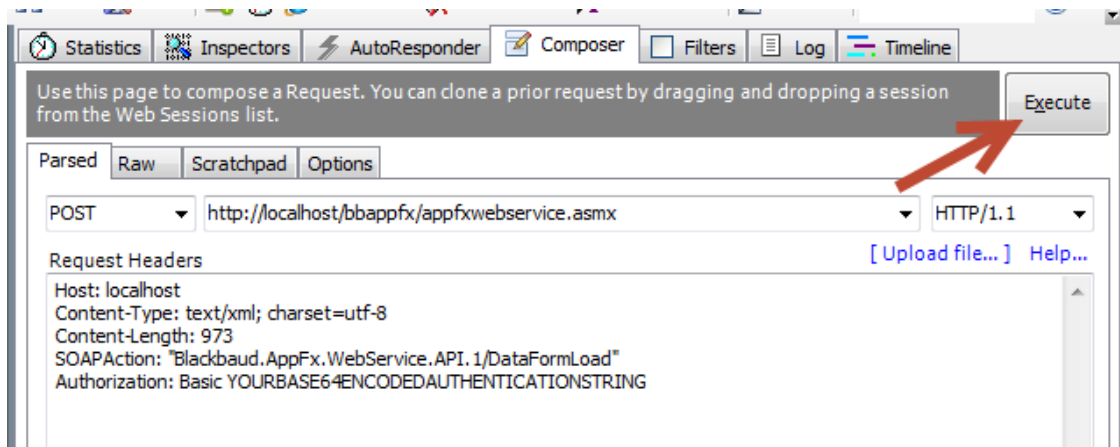 Statistics Inspectors AutoResponder Composer Filters Log Timeline
Use this page to compose a Request. You can clone a prior request by dragging and dropping a session
from the Web Sessions list.
Execute
Parsed Raw Scratchpad Options
POST http://localhost/bbappfx/appfxwebservice.asmx HTTP/1.1
Request Headers [ Upload file... ] Help...
Host: localhost
Content-Type: text/xml; charset=utf-8
Content-Length: 973
SOAPAction: "Blackbaud.AppFx.WebService.API.1/DataFormLoad"
Authorization: Basic YOURBASE64ENCODEDAUTHENTICATIONSTRING